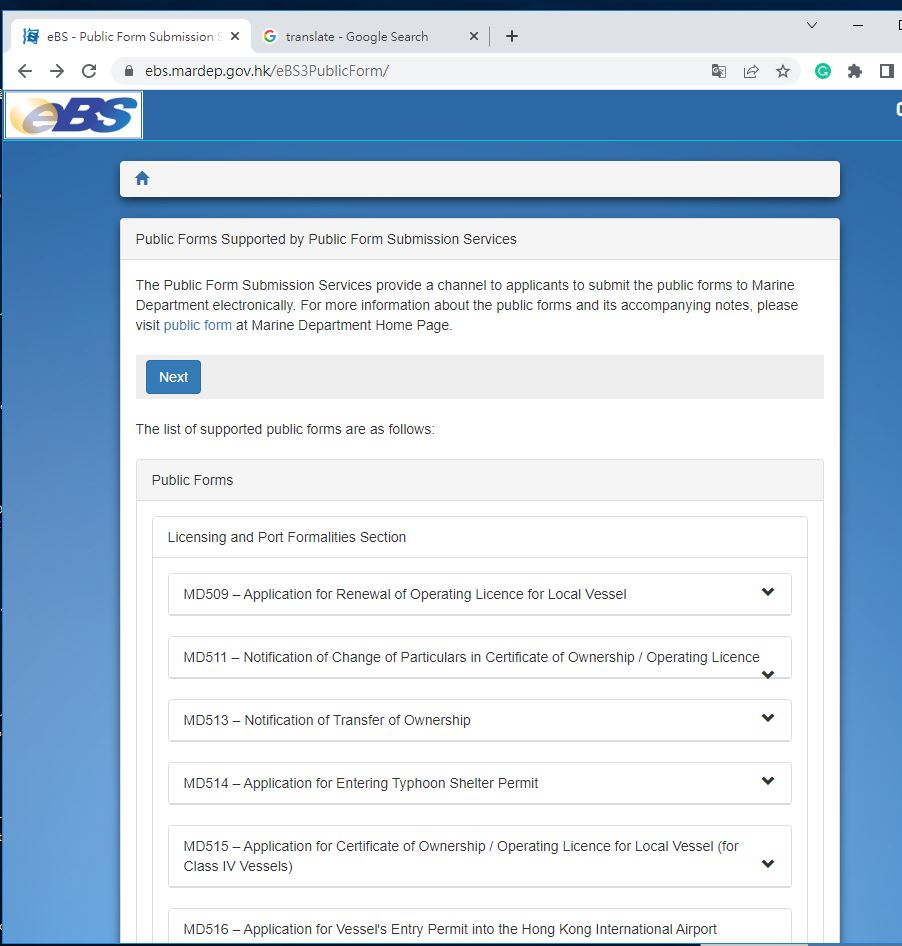 eBS - Public Form Submission S
translate - Google Search
ebs.mardep.gov.hk/eBS3PublicForm/
eBS
Public Forms Supported by Public Form Submission Services
The Public Form Submission Services provide a channel to applicants to submit the public forms to Marine
Department electronically. For more information about the public forms and its accompanying notes, please
visit public form at Marine Department Home Page.
Next
The list of supported public forms are as follows:
Public Forms
Licensing and Port Formalities Section
MD509 – Application for Renewal of Operating Licence for Local Vessel
MD511 – Notification of Change of Particulars in Certificate of Ownership / Operating Licence
MD513 – Notification of Transfer of Ownership
MD514 – Application for Entering Typhoon Shelter Permit
MD515 – Application for Certificate of Ownership / Operating Licence for Local Vessel (for
Class IV Vessels)
MD516 – Application for Vessel's Entry Permit into the Hong Kong International Airport